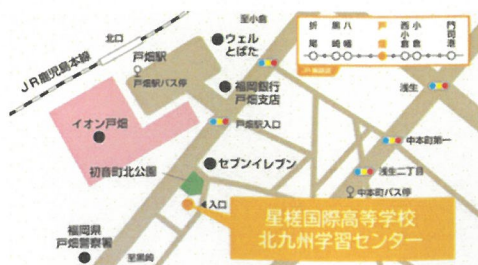 至小倉
北口
戸畑駅
ウェル
とばた
折尾
黒崎
八幡
戸畑
西小倉
小倉
門司港
JR鹿児島本線
戸畑駅バス停
福岡銀行
戸畑支店
浅生
イオン戸畑
戸畑駅入口
中本町第一
初音町北公園
セブンイレブン
浅生二丁目
中本町バス停
入口
星槎国際高等学校
北九州学習センター
福岡県
戸畑警察署
至黒崎